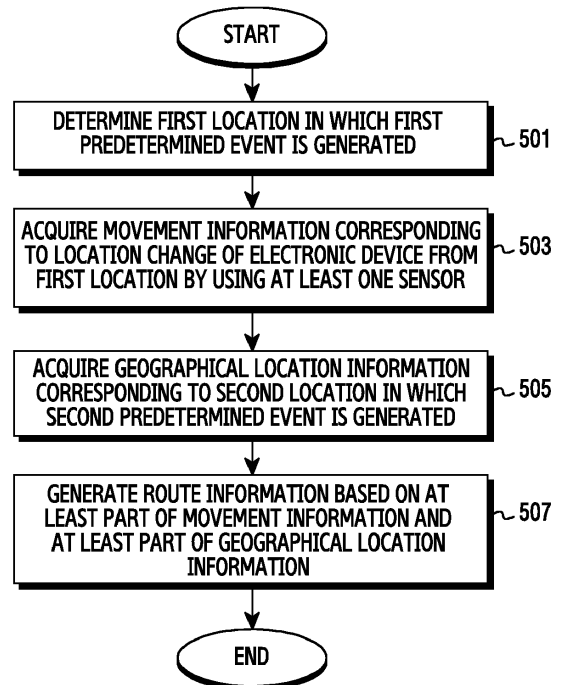 START
DETERMINE FIRST LOCATION IN WHICH FIRST
PREDETERMINED EVENT IS GENERATED
501
ACQUIRE MOVEMENT INFORMATION CORRESPONDING
TO LOCATION CHANGE OF ELECTRONIC DEVICE FROM
FIRST LOCATION BY USING AT LEAST ONE SENSOR
503
ACQUIRE GEOGRAPHICAL LOCATION INFORMATION
CORRESPONDING TO SECOND LOCATION IN WHICH
SECOND PREDETERMINED EVENT IS GENERATED
505
GENERATE ROUTE INFORMATION BASED ON AT
LEAST PART OF MOVEMENT INFORMATION AND
AT LEAST PART OF GEOGRAPHICAL LOCATION
INFORMATION
507
END